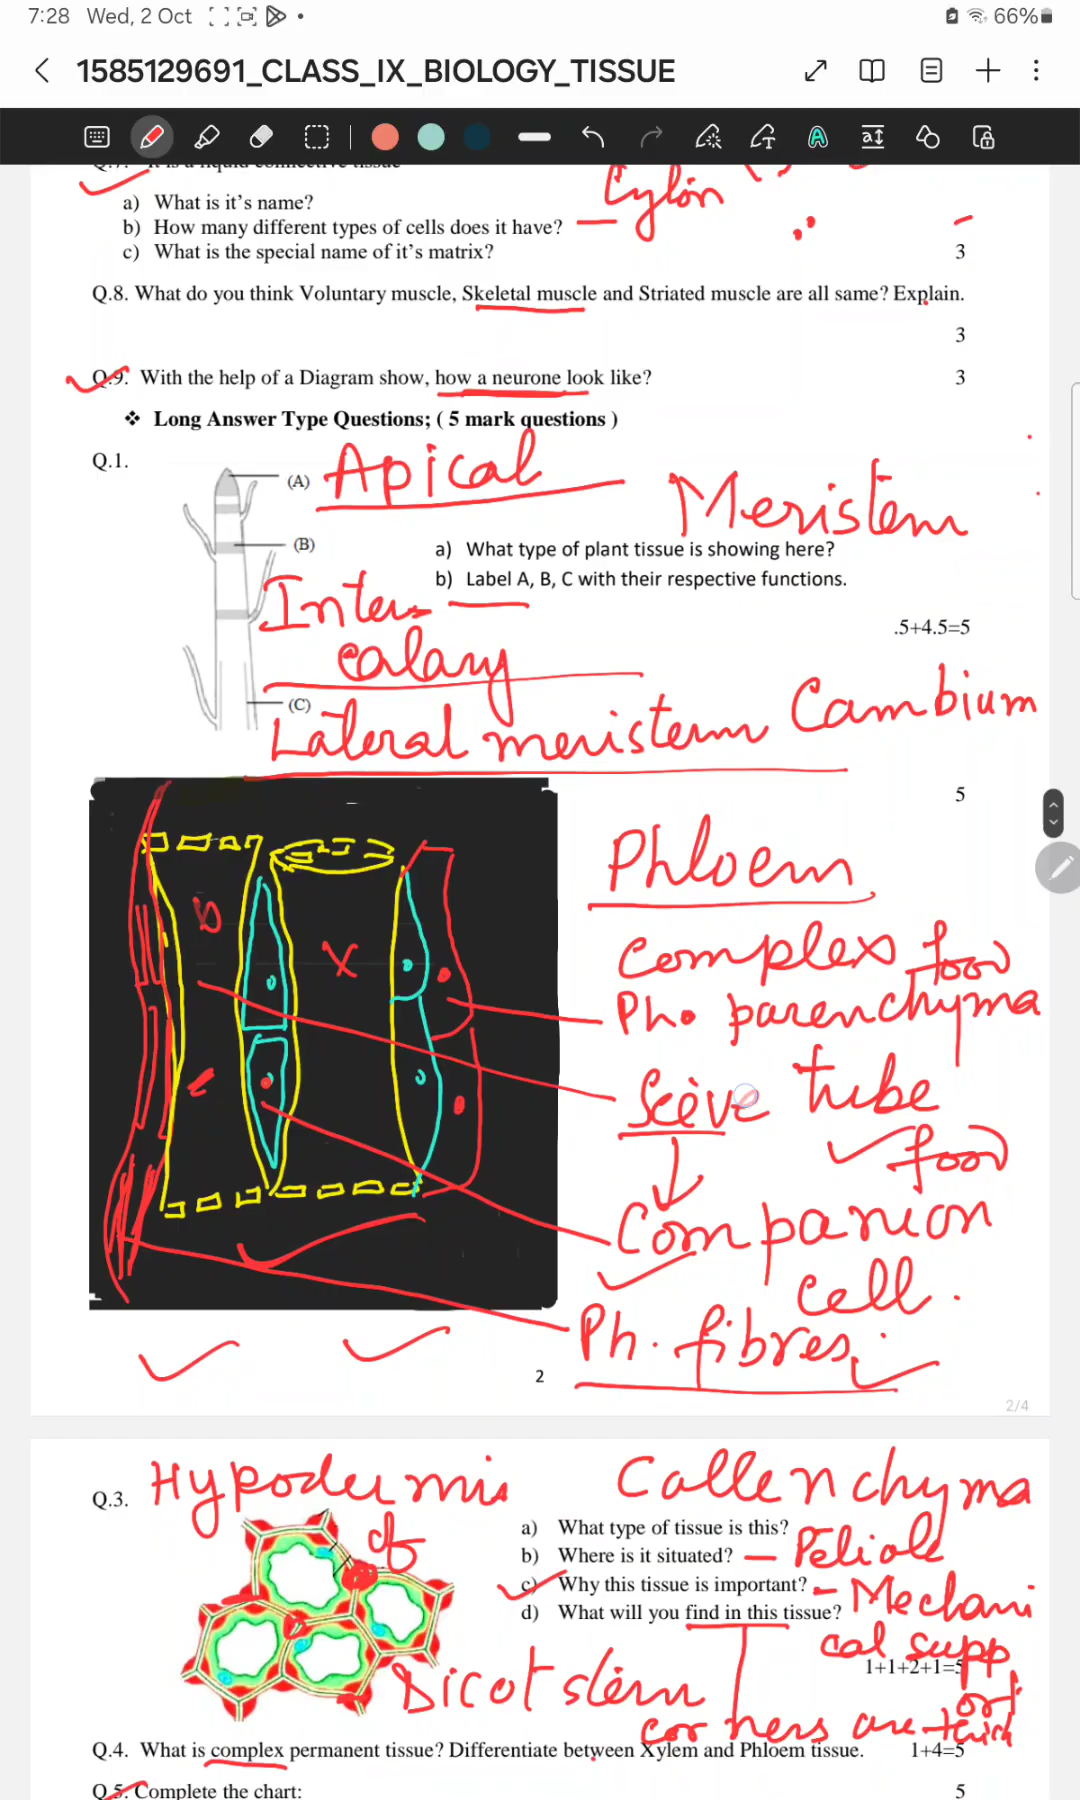 7:28 Wed, 2 Oct
66%
1585129691_CLASS_IX_BIOLOGY_TISSUE
a) What is it's name?
b) How many different types of cells does it have?
c) What is the special name of it's matrix?
3
Q.8. What do you think Voluntary muscle, Skeletal muscle and Striated muscle are all same? Explain.
3
Q.9. With the help of a Diagram show, how a neurone look like?
3
❖ Long Answer Type Questions; ( 5 mark questions )
Q.1.
(A) Apical
Meristem
(B)
a) What type of plant tissue is showing here?
b) Label A, B, C with their respective functions.
Inter-
calary
.5+4.5=5
(C)
Lateral meristem Cambium
5
Phloem
Complex food
Pho parenchyma
Seive tube
food
Companion
cell.
Ph. fibres
2
2/4
Q.3. Hypodermis
of
Dicot stem
Collenchyma
a) What type of tissue is this?
b) Where is it situated? – Petiole
c) Why this tissue is important? – Mechani
cal support
d) What will you find in this tissue?
1+1+2+1=5
corners are thick
Q.4. What is complex permanent tissue? Differentiate between Xylem and Phloem tissue.
1+4=5
Q.5. Complete the chart:
5